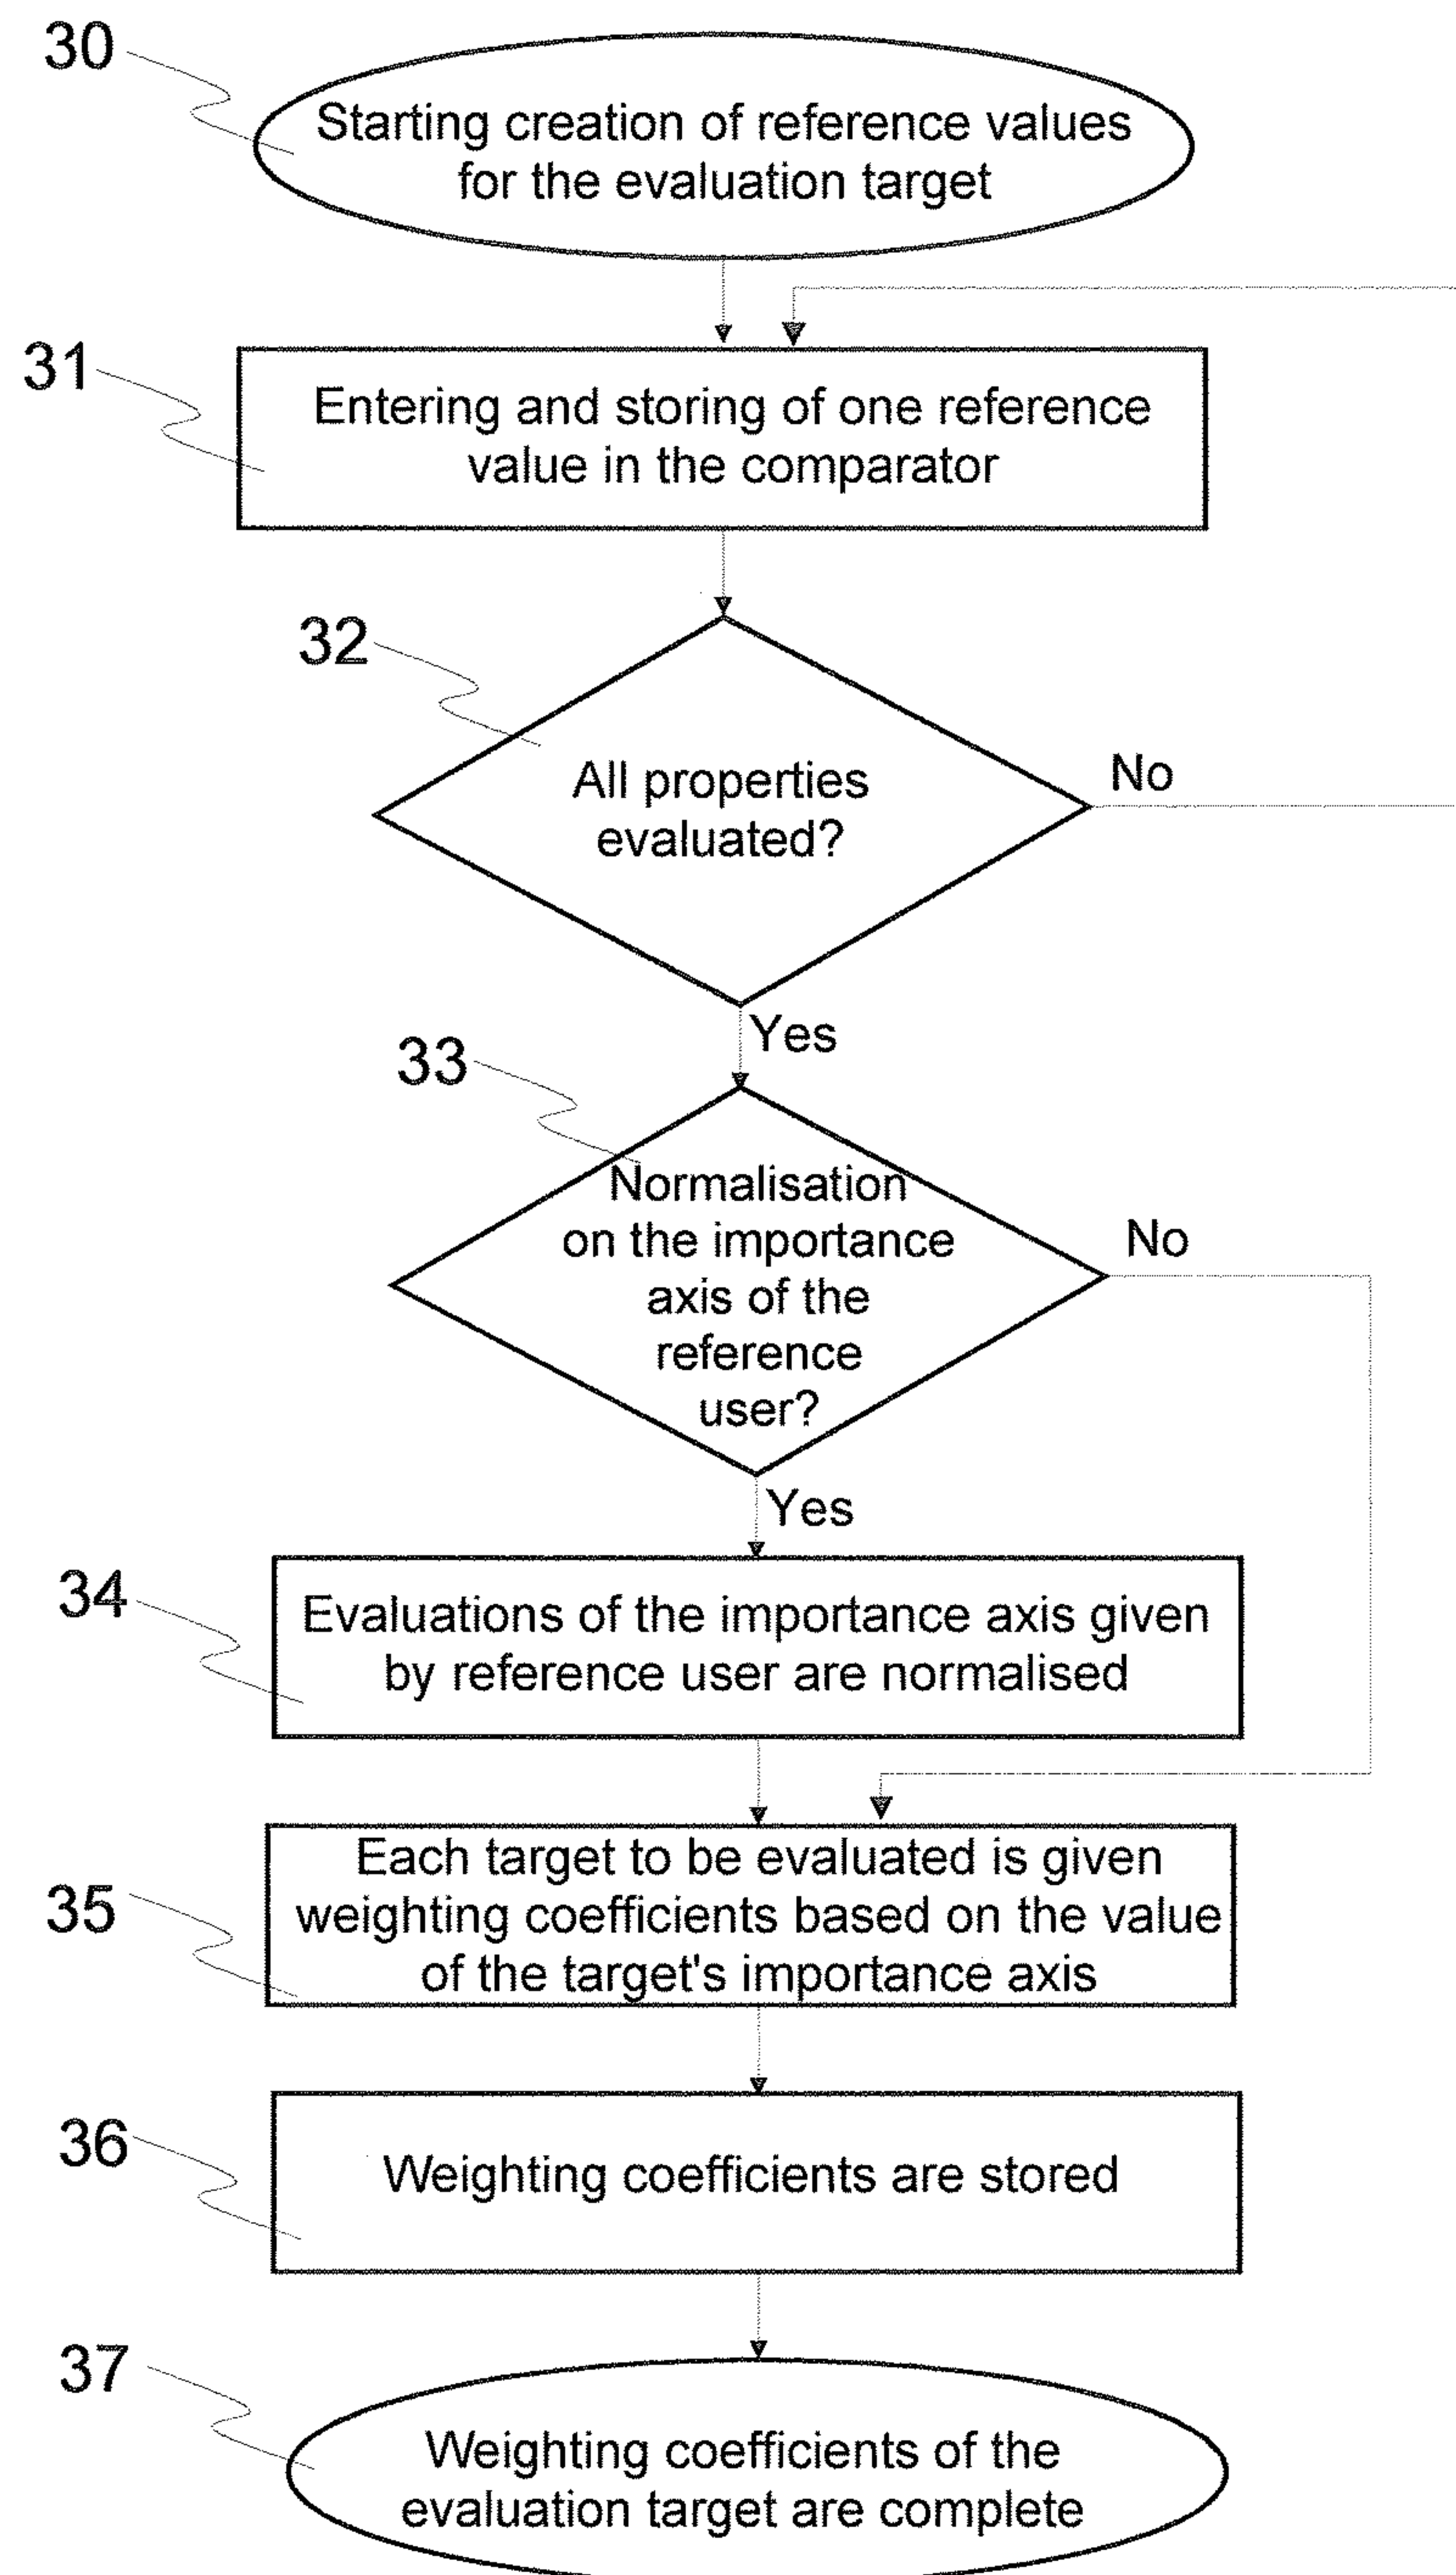 30
Starting creation of reference values
for the evaluation target
31
Entering and storing of one reference
value in the comparator
32
All properties
evaluated?
No
Yes
33
Normalisation
on the importance
axis of the
reference
user?
No
Yes
34
Evaluations of the importance axis given
by reference user are normalised
35
Each target to be evaluated is given
weighting coefficients based on the value
of the target's importance axis
36
Weighting coefficients are stored
37
Weighting coefficients of the
evaluation target are complete